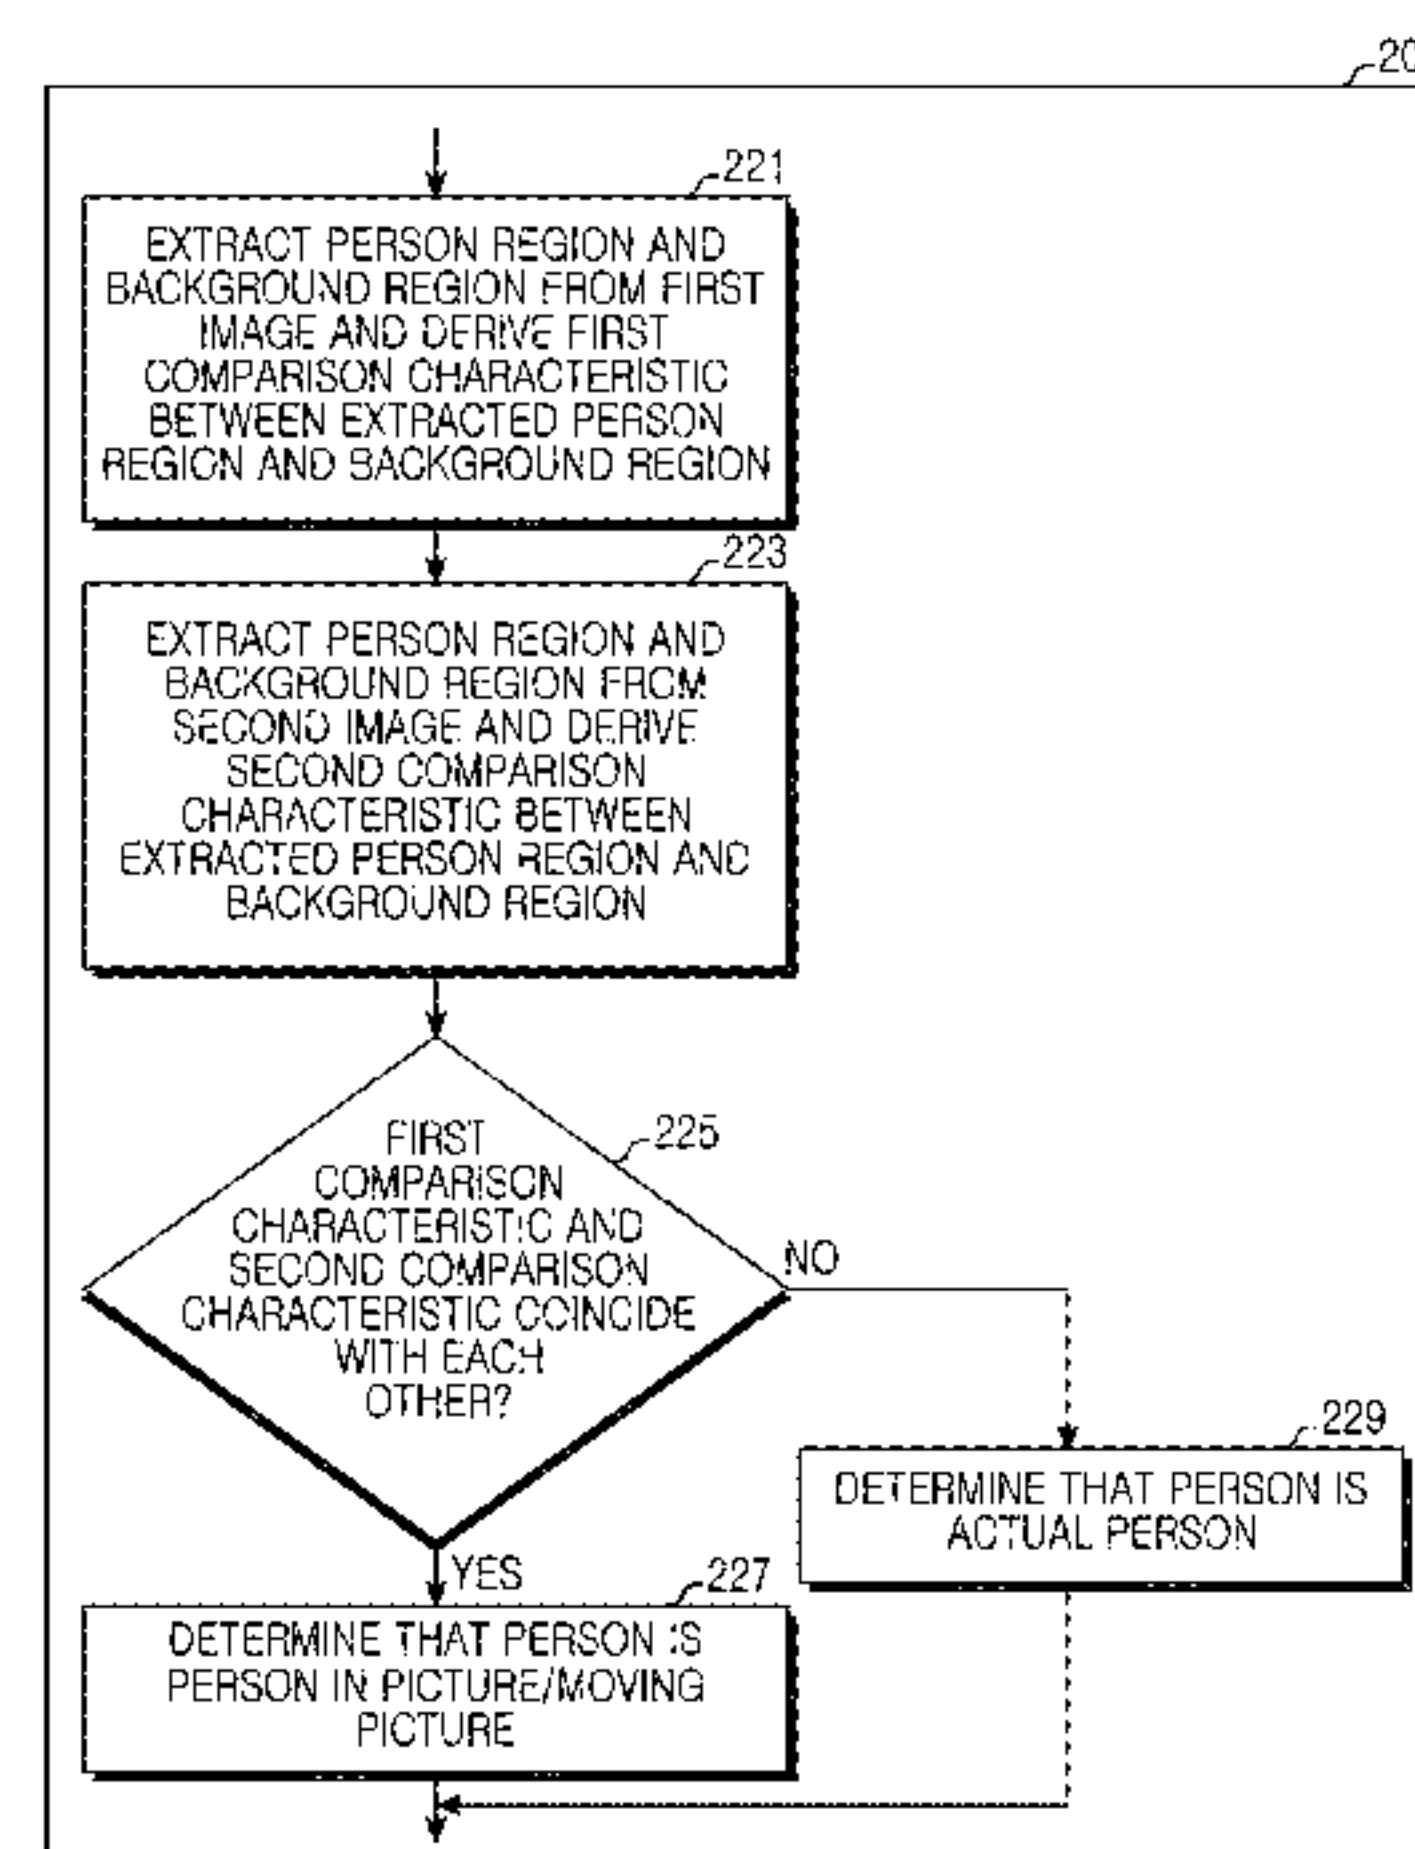 20
221
EXTRACT PERSON REGION AND
BACKGROUND REGION FROM FIRST
IMAGE AND DERIVE FIRST
COMPARISON CHARACTERISTIC
BETWEEN EXTRACTED PERSON
REGION AND BACKGROUND REGION
223
EXTRACT PERSON REGION AND
BACKGROUND REGION FROM
SECOND IMAGE AND DERIVE
SECOND COMPARISON
CHARACTERISTIC BETWEEN
EXTRACTED PERSON REGION AND
BACKGROUND REGION
225
FIRST
COMPARISON
CHARACTERISTIC AND
SECOND COMPARISON
CHARACTERISTIC COINCIDE
WITH EACH
OTHER?
NO
229
DETERMINE THAT PERSON IS
ACTUAL PERSON
YES
227
DETERMINE THAT PERSON IS
PERSON IN PICTURE/MOVING
PICTURE